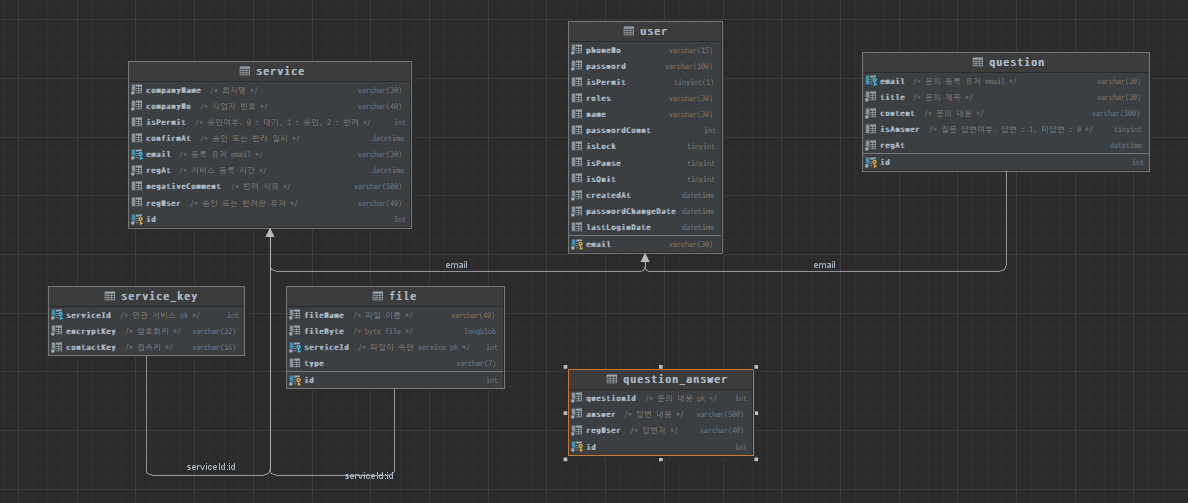 service
companyName /* 회사명 */ varchar(30)
companyNo /* 사업자 번호 */ varchar(40)
isPermit /* 승인여부, 0 : 대기, 1 : 승인, 2 : 반려 */ int
confirmAt /* 승인 또는 반려 일시 */ datetime
email /* 등록 유저 email */ varchar(30)
regAt /* 서비스 등록 시간 */ datetime
negativeComment /* 반려 사유 */ varchar(500)
regUser /* 승인 또는 반려한 유저 */ varchar(40)
id int
user
phoneNo varchar(15)
password varchar(100)
isPermit tinyint(1)
roles varchar(30)
name varchar(30)
passwordCount int
isLock tinyint
isPause tinyint
isQuit tinyint
createdAt datetime
passwordChangeDate datetime
lastLoginDate datetime
email varchar(30)
question
email /* 문의 등록 유저 email */ varchar(30)
title /* 문의 제목 */ varchar(30)
content /* 문의 내용 */ varchar(500)
isAnswer /* 질문 답변여부, 답변 : 1, 미답변 : 0 */ tinyint
regAt datetime
id int
email
email
service_key
serviceId /* 연관 서비스 pk */ int
encryptKey /* 암호화키 */ varchar(32)
contactKey /* 접속키 */ varchar(16)
file
fileName /* 파일 이름 */ varchar(40)
fileByte /* byte file */ longblob
serviceId /* 파일이 속한 service pk */ int
type varchar(7)
id int
question_answer
questionId /* 문의 내용 pk */ int
answer /* 답변 내용 */ varchar(500)
regUser /* 답변자 */ varchar(40)
id int
serviceId:id
serviceId:id